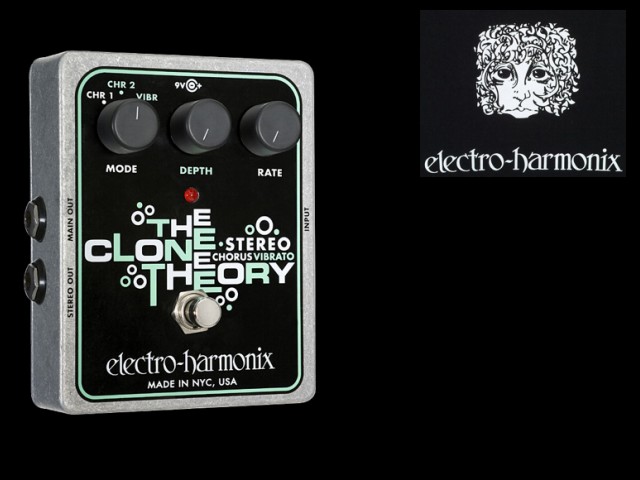 CHR 2
CHR 1
VIBR
9V
+
MODE
DEPTH
RATE
MAIN OUT
STEREO OUT
INPUT
THE
CLONE
THEORY
STEREO
CHORUS VIBRATO
electro-harmonix
MADE IN NYC, USA
electro-harmonix